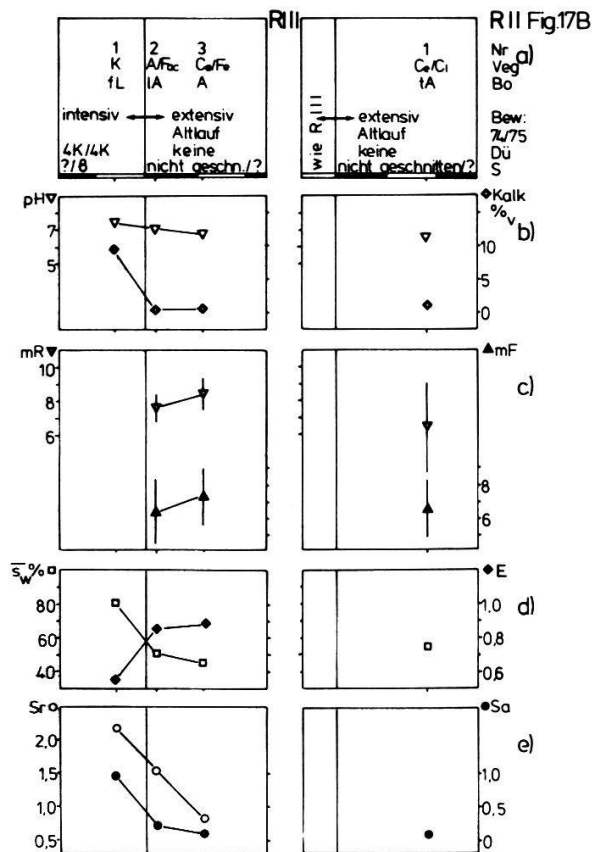 RIII
RII Fig.17B
1 2 3
K A/Fac Ce/Fe
fL lA A
intensiv ↔ extensiv
Altlauf
4K/4K keine
?/8 nicht geschn./?
wie RIII
1
Ce/Ci
tA
↔ extensiv
Altlauf
keine
nicht geschnitten/?
Nr
Veg
Bo
a)
Bew:
74/75
Dü
S
pH▽
7
5
◇Kalk
%v
10
5
0
b)
mR▼
10
8
6
▲mF
8
6
c)
s̅w% □
80
60
40
◆E
1,0
0,8
0,6
d)
Sr○
2,0
1,5
1,0
0,5
●Sa
1,0
0,5
0
e)